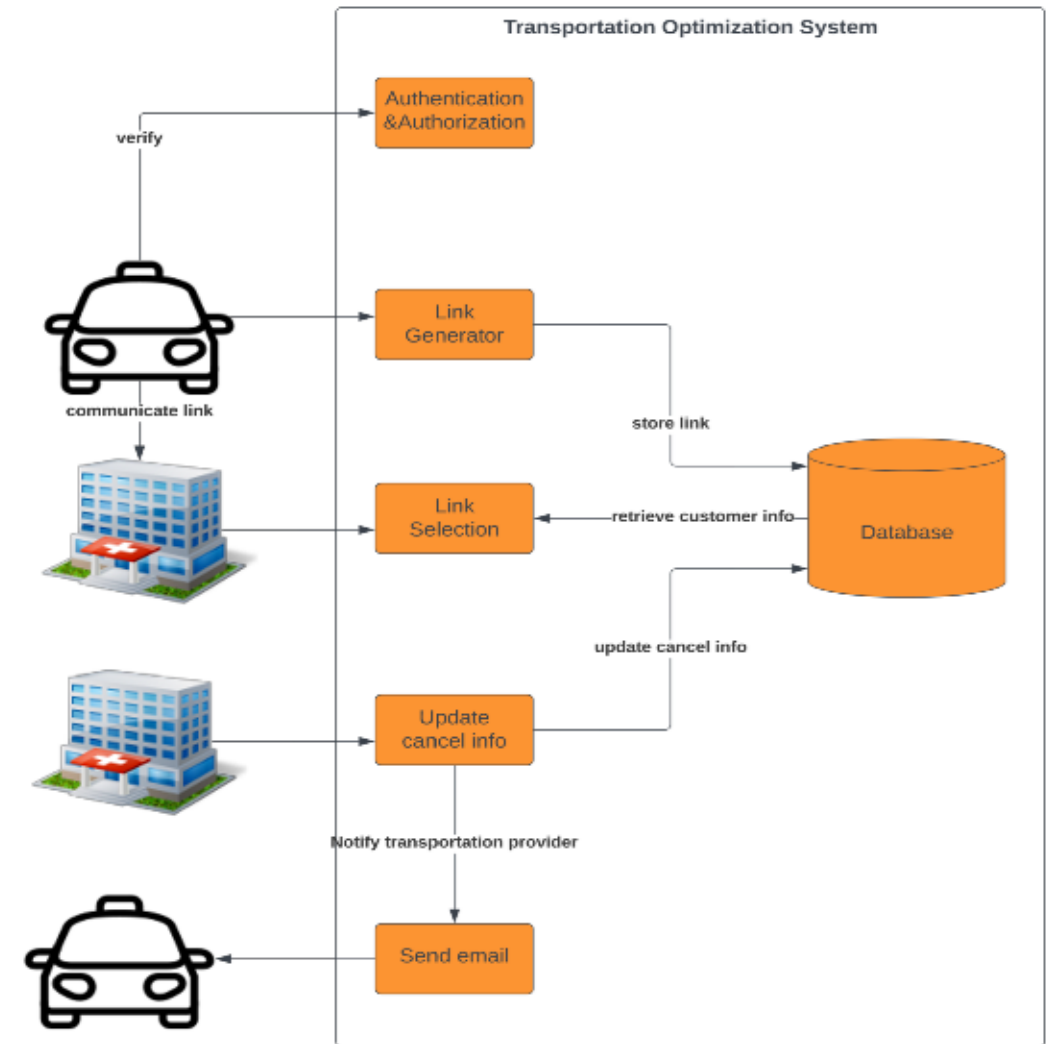 Transportation Optimization System
Authentication
&Authorization
verify
Link
Generator
communicate link
store link
Link
Selection
retrieve customer info
Database
update cancel info
Update
cancel info
Notify transportation provider
Send email